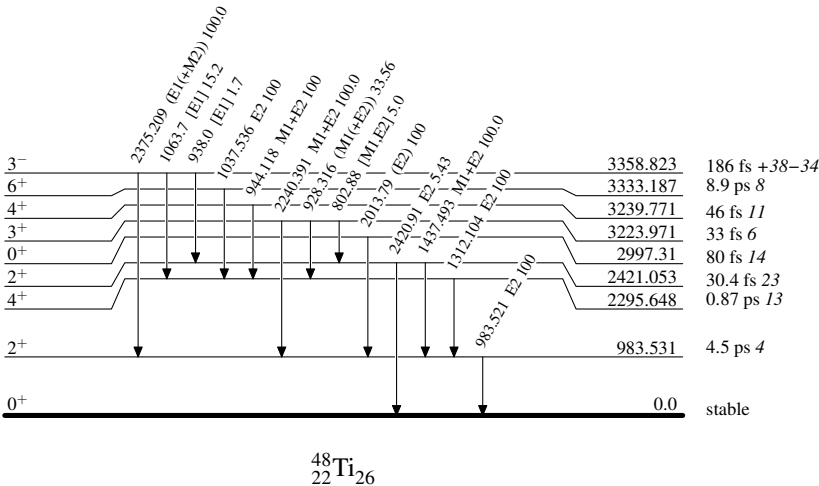 2375.209 (E1(+M2)) 100.0
1063.7 [E1] 15.2
938.0 [E1] 1.7
1037.536 E2 100
944.118 M1+E2 100
2240.391 M1+E2 100.0
928.316 (M1(+E2)) 33.56
802.88 [M1,E2] 5.0
2013.79 (E2) 100
2420.91 E2 5.43
1437.493 M1+E2 100.0
1312.104 E2 100
983.521 E2 100
3⁻ 3358.823 186 fs +38−34
6⁺ 3333.187 8.9 ps 8
4⁺ 3239.771 46 fs 11
3⁺ 3223.971 33 fs 6
0⁺ 2997.31 80 fs 14
2⁺ 2421.053 30.4 fs 23
4⁺ 2295.648 0.87 ps 13
2⁺ 983.531 4.5 ps 4
0⁺ 0.0 stable
⁴⁸₂₂Ti₂₆